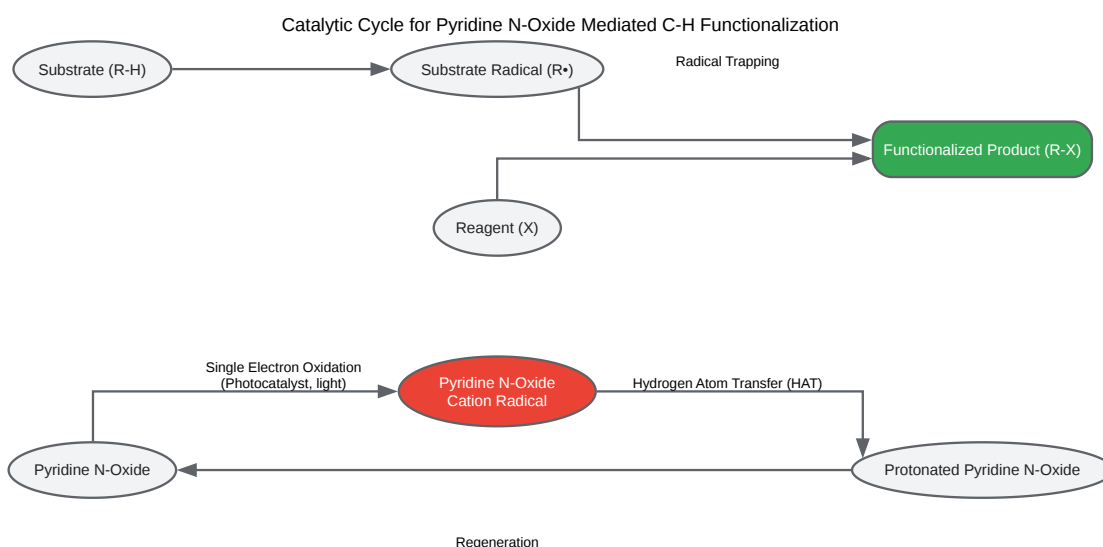 Catalytic Cycle for Pyridine N-Oxide Mediated C-H Functionalization
Substrate (R-H)
Substrate Radical (R•)
Radical Trapping
Functionalized Product (R-X)
Reagent (X)
Single Electron Oxidation
(Photocatalyst, light)
Pyridine N-Oxide
Cation Radical
Hydrogen Atom Transfer (HAT)
Pyridine N-Oxide
Protonated Pyridine N-Oxide
Regeneration